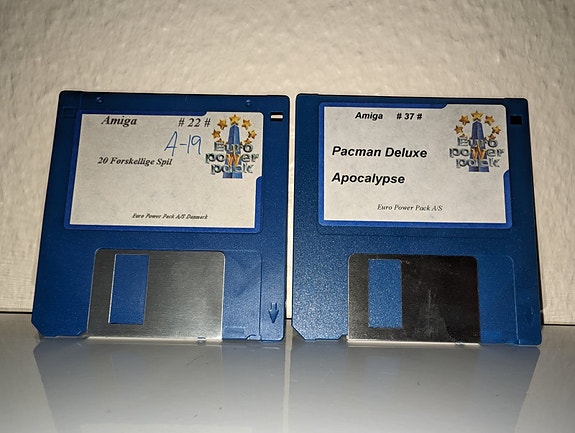 Amiga # 22 #
A-19
20 Forskellige Spil
Euro
power
pack
Euro Power Pack A/S Danmark
Amiga # 37 #
Pacman Deluxe
Apocalypse
Euro
power
pack
Euro Power Pack A/S